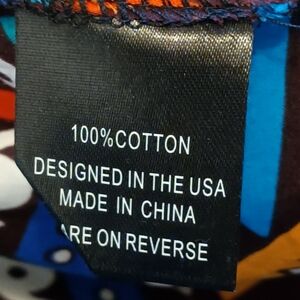 100%COTTON
DESIGNED IN THE USA
MADE IN CHINA
ARE ON REVERSE